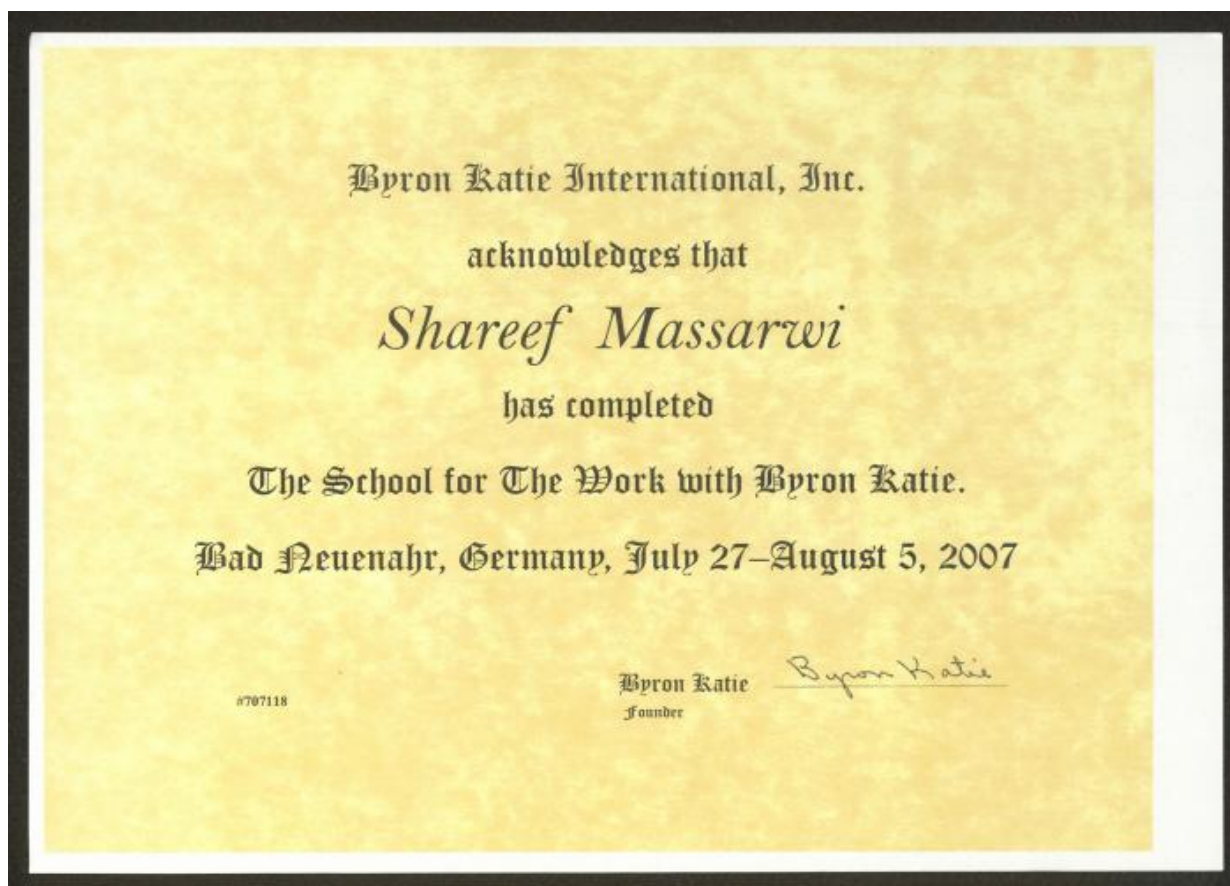 Byron Katie International, Inc.
acknowledges that
Shareef Massarwi
has completed
The School for The Work with Byron Katie.
Bad Neuenahr, Germany, July 27–August 5, 2007
#707118
Byron Katie Byron Katie
Founder